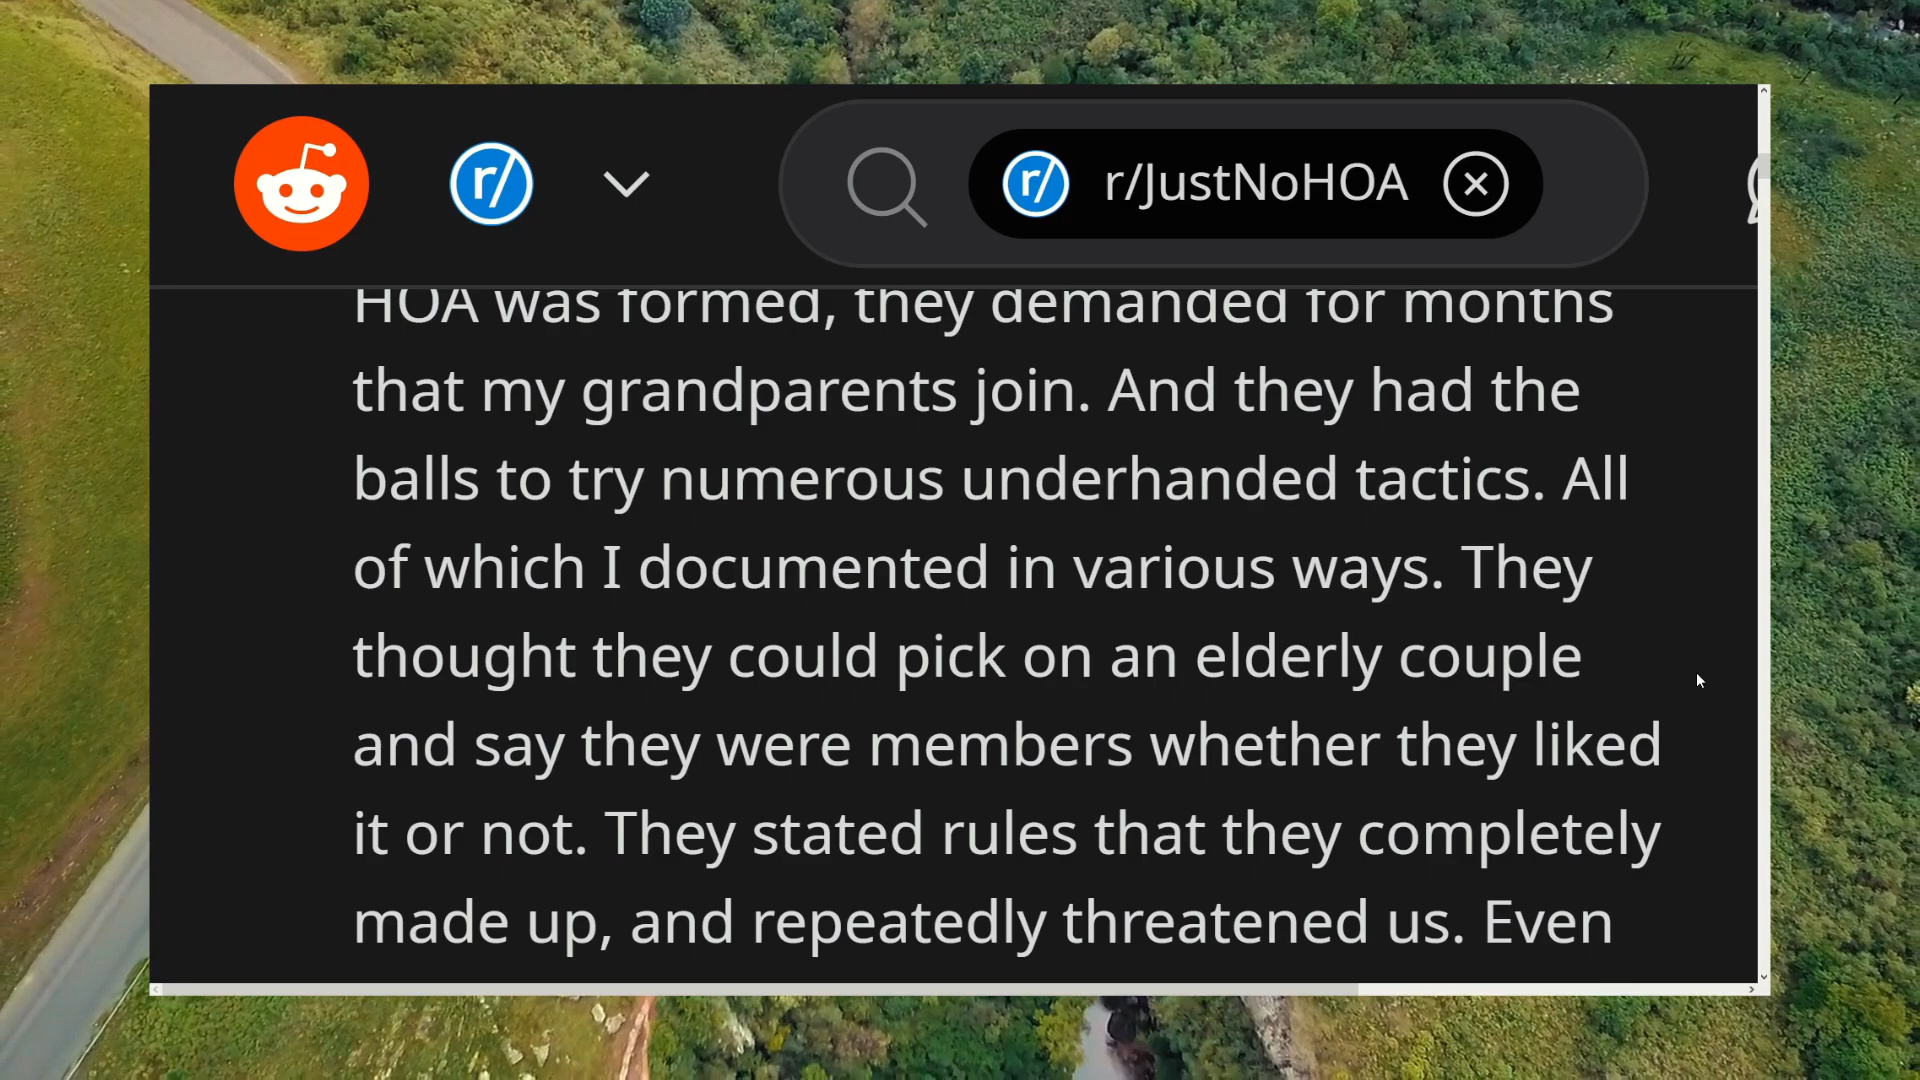 r/
r/ r/JustNoHOA
HOA was formed, they demanded for months
that my grandparents join. And they had the
balls to try numerous underhanded tactics. All
of which I documented in various ways. They
thought they could pick on an elderly couple
and say they were members whether they liked
it or not. They stated rules that they completely
made up, and repeatedly threatened us. Even